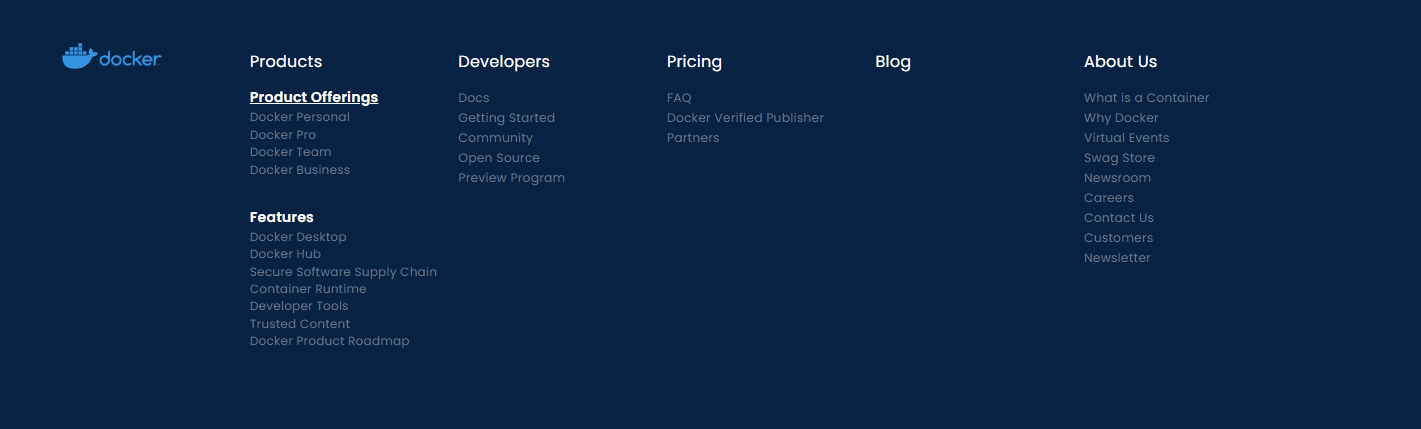 docker
Products
Product Offerings
Docker Personal
Docker Pro
Docker Team
Docker Business
Features
Docker Desktop
Docker Hub
Secure Software Supply Chain
Container Runtime
Developer Tools
Trusted Content
Docker Product Roadmap
Developers
Docs
Getting Started
Community
Open Source
Preview Program
Pricing
FAQ
Docker Verified Publisher
Partners
Blog
About Us
What is a Container
Why Docker
Virtual Events
Swag Store
Newsroom
Careers
Contact Us
Customers
Newsletter